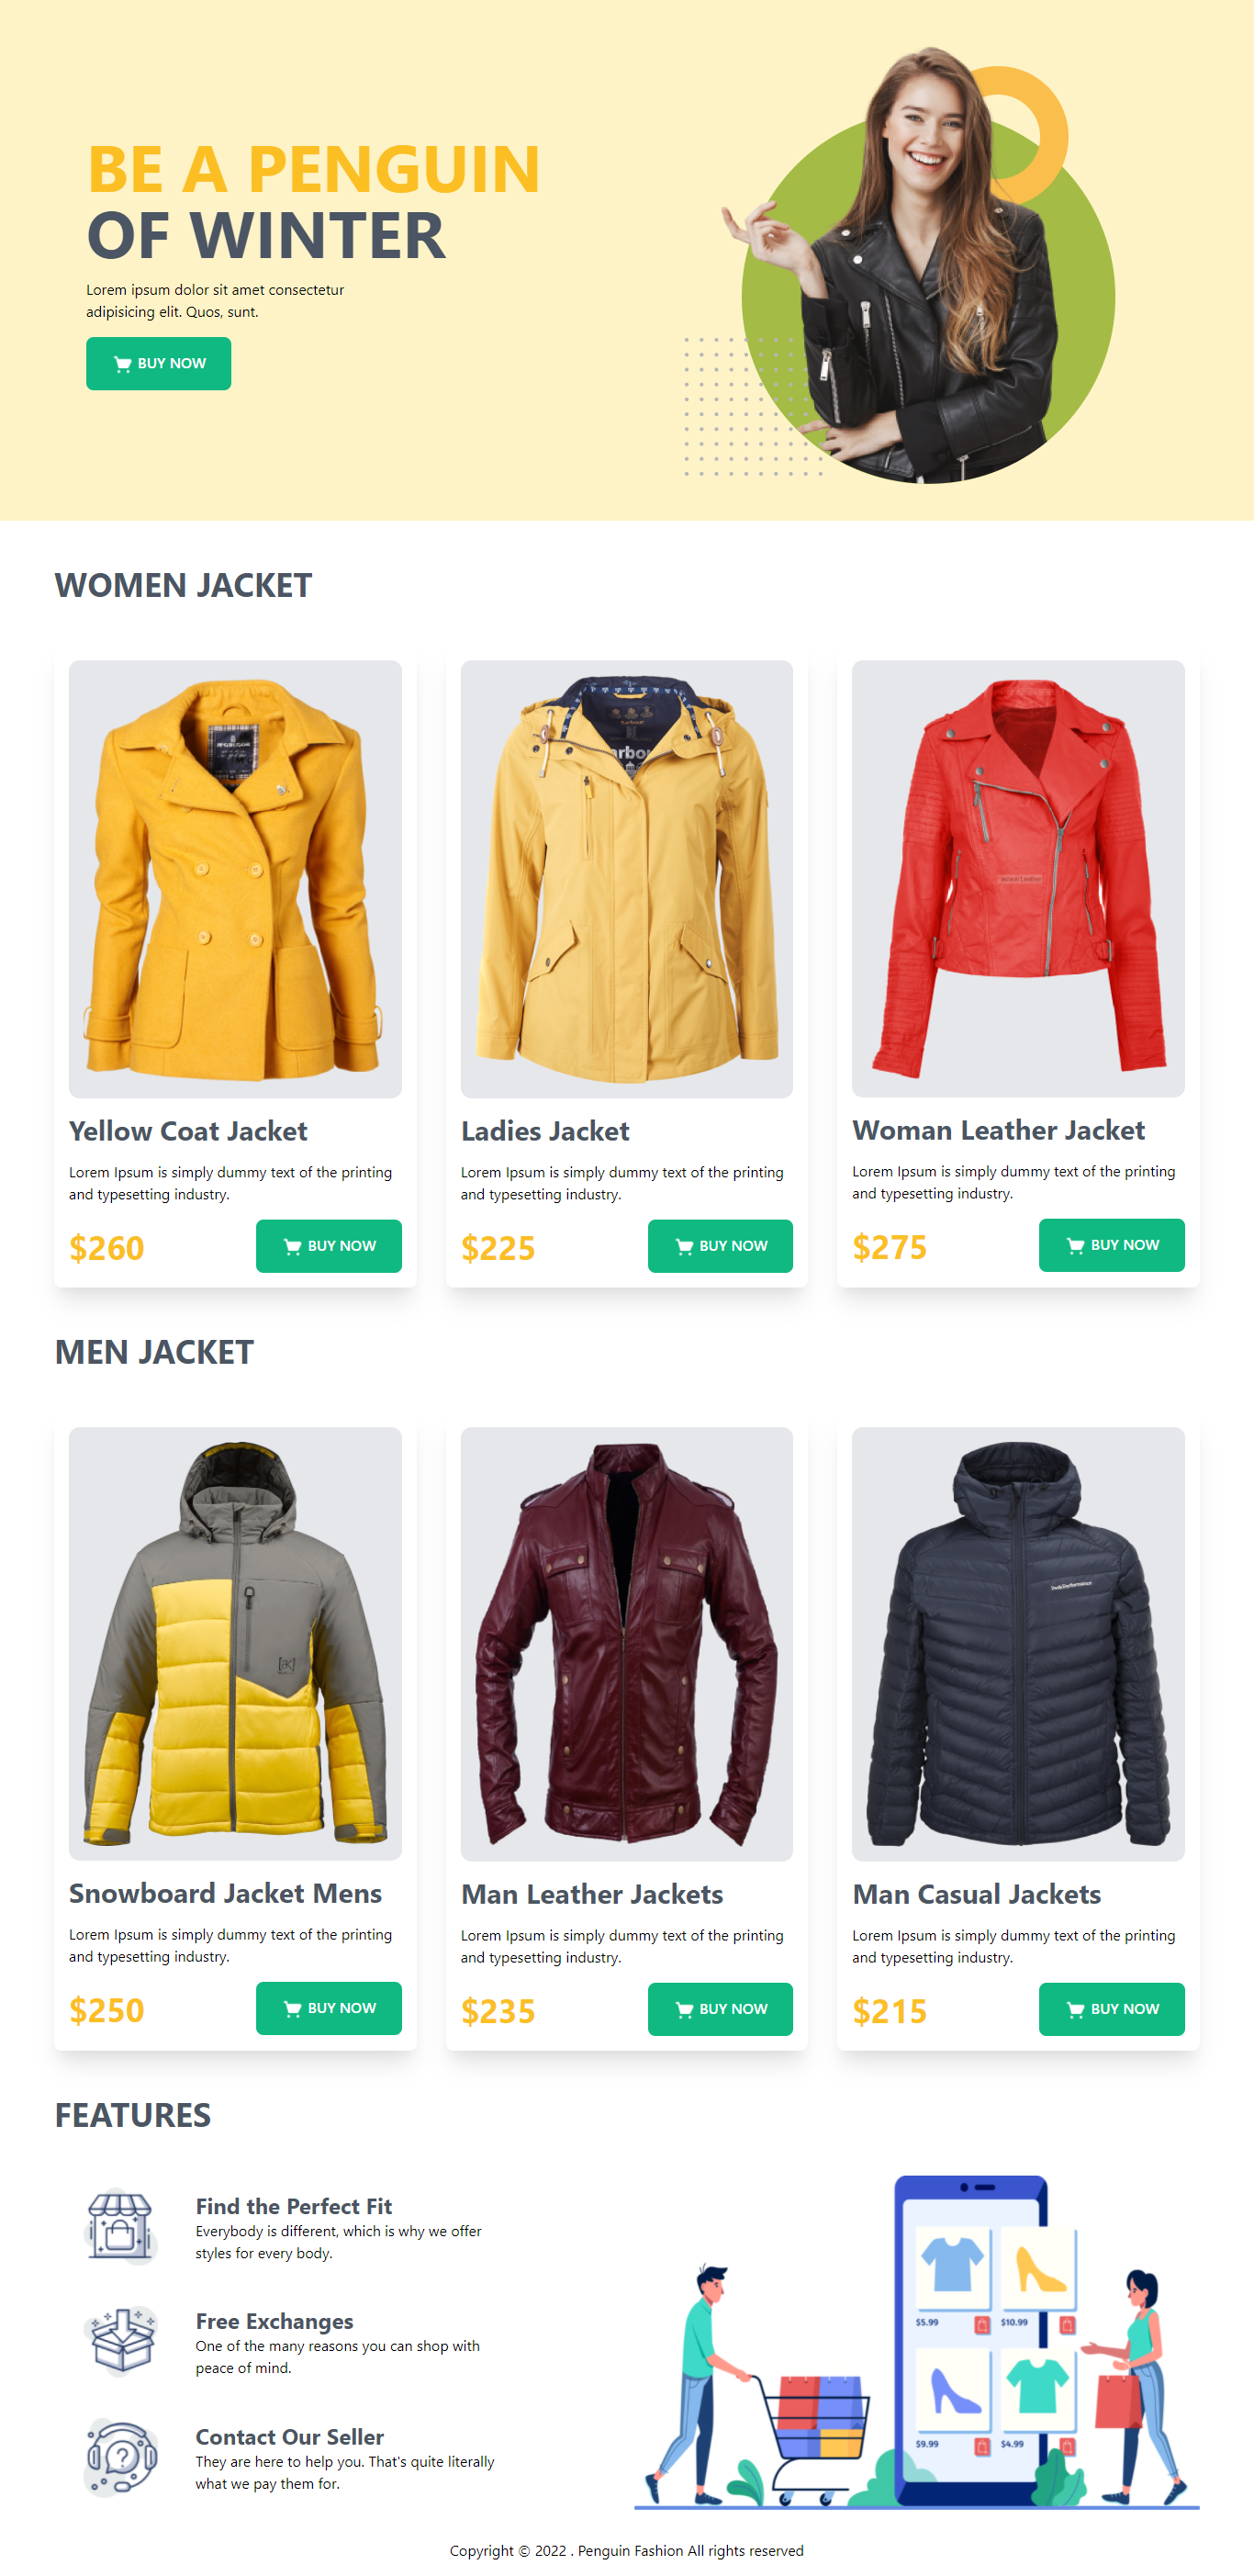 BE A PENGUIN
OF WINTER
Lorem ipsum dolor sit amet consectetur
adipisicing elit. Quos, sunt.
BUY NOW
WOMEN JACKET
Yellow Coat Jacket
Lorem Ipsum is simply dummy text of the printing
and typesetting industry.
$260
BUY NOW
Ladies Jacket
Lorem Ipsum is simply dummy text of the printing
and typesetting industry.
$225
BUY NOW
Woman Leather Jacket
Lorem Ipsum is simply dummy text of the printing
and typesetting industry.
$275
BUY NOW
MEN JACKET
Snowboard Jacket Mens
Lorem Ipsum is simply dummy text of the printing
and typesetting industry.
$250
BUY NOW
Man Leather Jackets
Lorem Ipsum is simply dummy text of the printing
and typesetting industry.
$235
BUY NOW
Man Casual Jackets
Lorem Ipsum is simply dummy text of the printing
and typesetting industry.
$215
BUY NOW
FEATURES
Find the Perfect Fit
Everybody is different, which is why we offer
styles for every body.
Free Exchanges
One of the many reasons you can shop with
peace of mind.
Contact Our Seller
They are here to help you. That's quite literally
what we pay them for.
$5.99
$10.99
$9.99
$4.99
Copyright © 2022 . Penguin Fashion All rights reserved